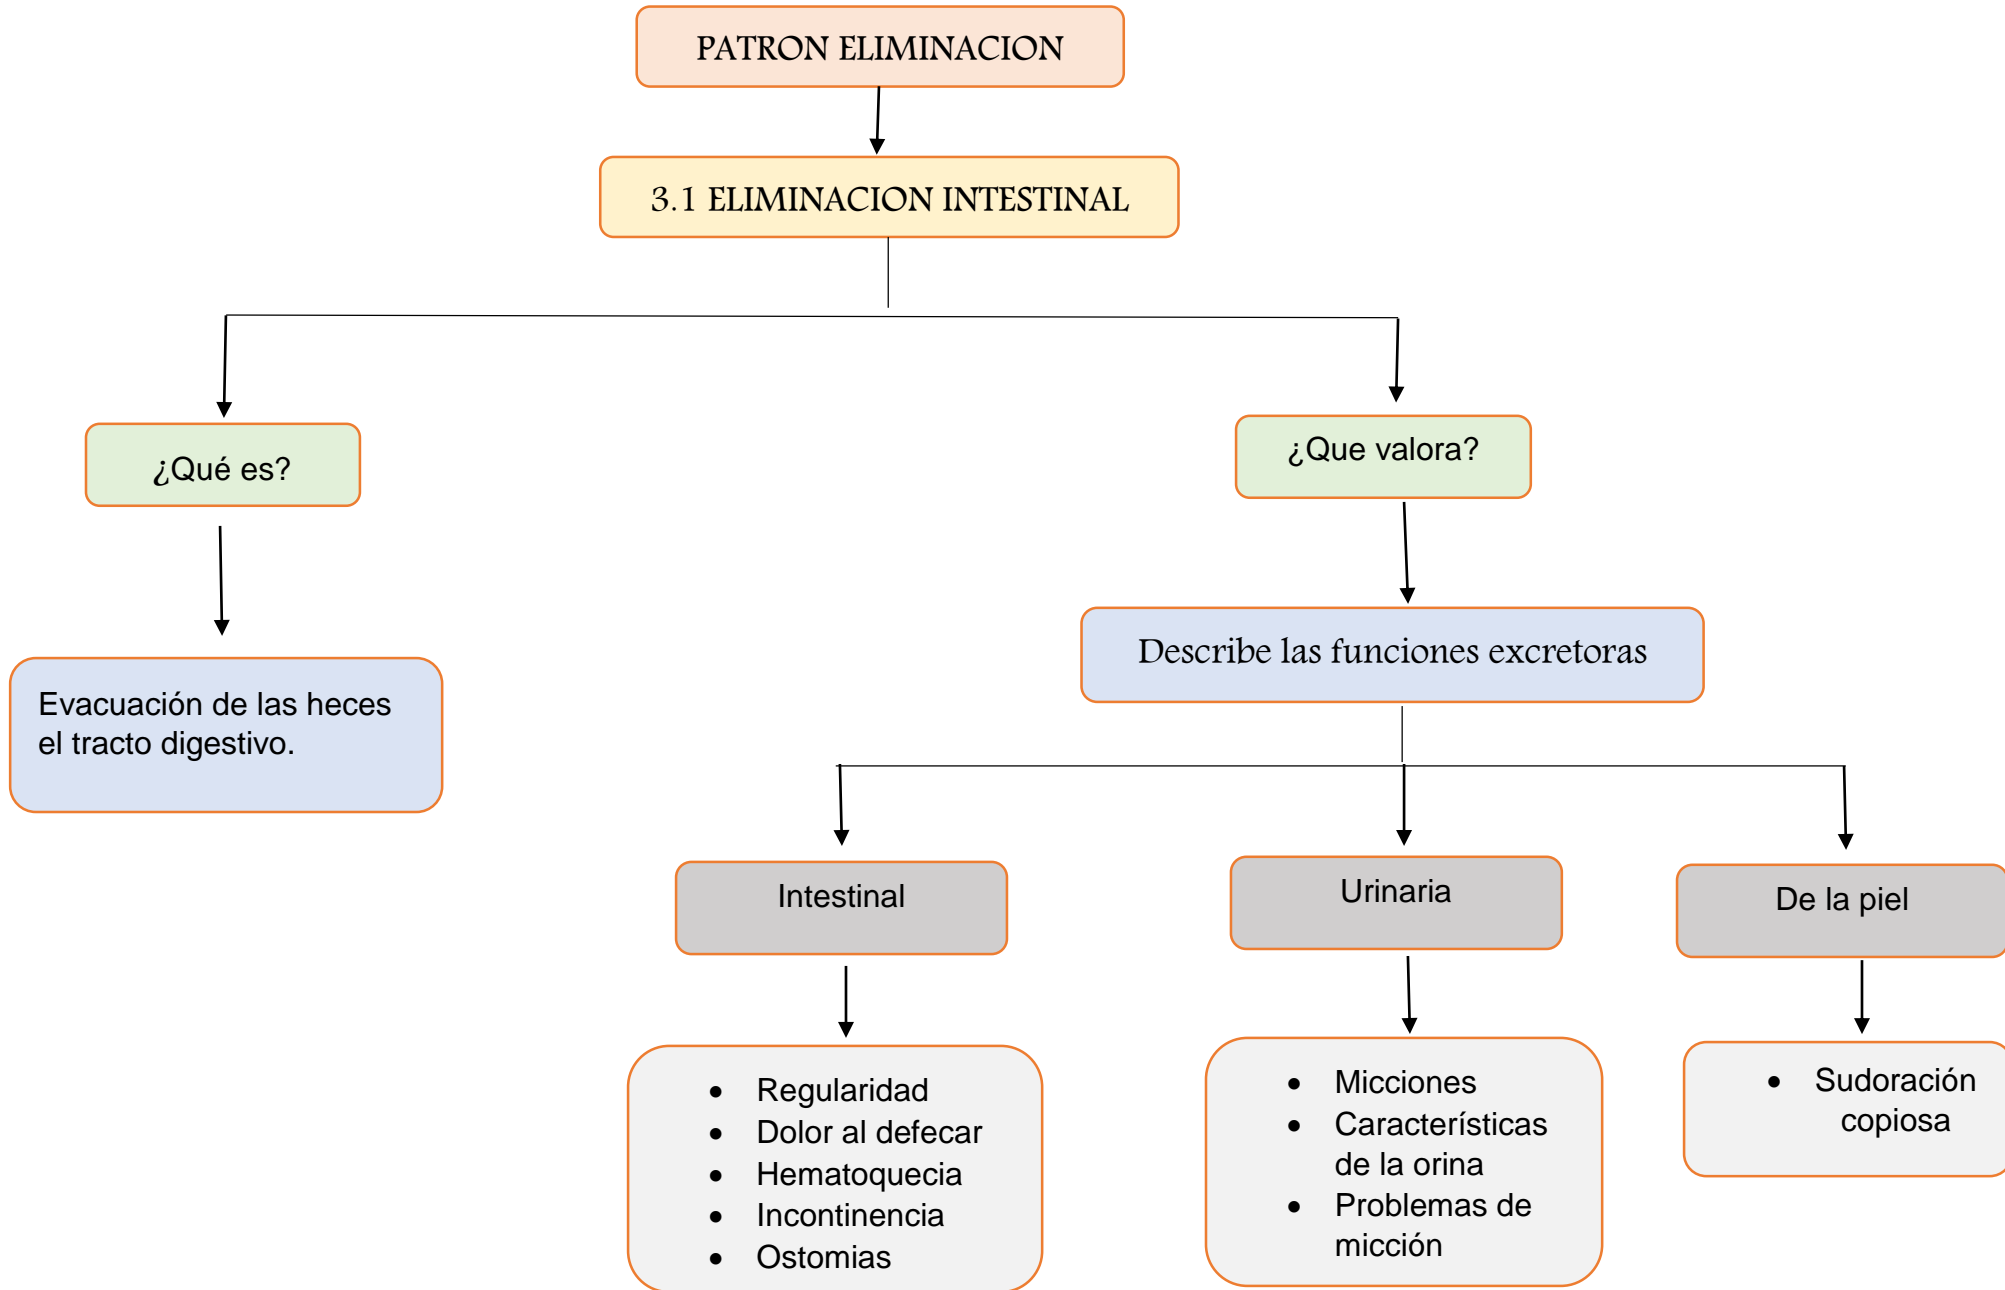 PATRON ELIMINACION
3.1 ELIMINACION INTESTINAL
¿Qué es?
¿Que valora?
Evacuación de las heces
el tracto digestivo.
Describe las funciones excretoras
Intestinal
Urinaria
De la piel
• Regularidad
• Dolor al defecar
• Hematoquecia
• Incontinencia
• Ostomias
• Micciones
• Características
de la orina
• Problemas de
micción
• Sudoración
copiosa